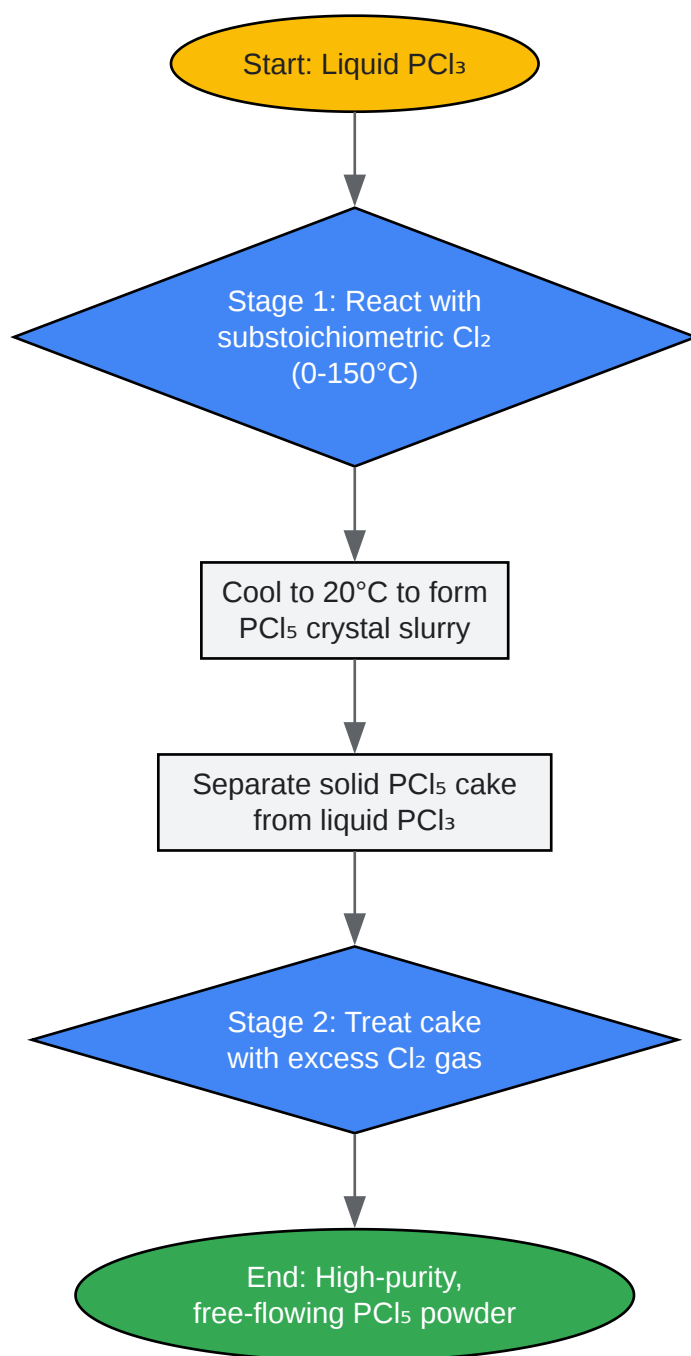 Start: Liquid PCl₃
Stage 1: React with
substoichiometric Cl₂
(0-150°C)
Cool to 20°C to form
PCl₅ crystal slurry
Separate solid PCl₅ cake
from liquid PCl₃
Stage 2: Treat cake
with excess Cl₂ gas
End: High-purity,
free-flowing PCl₅ powder